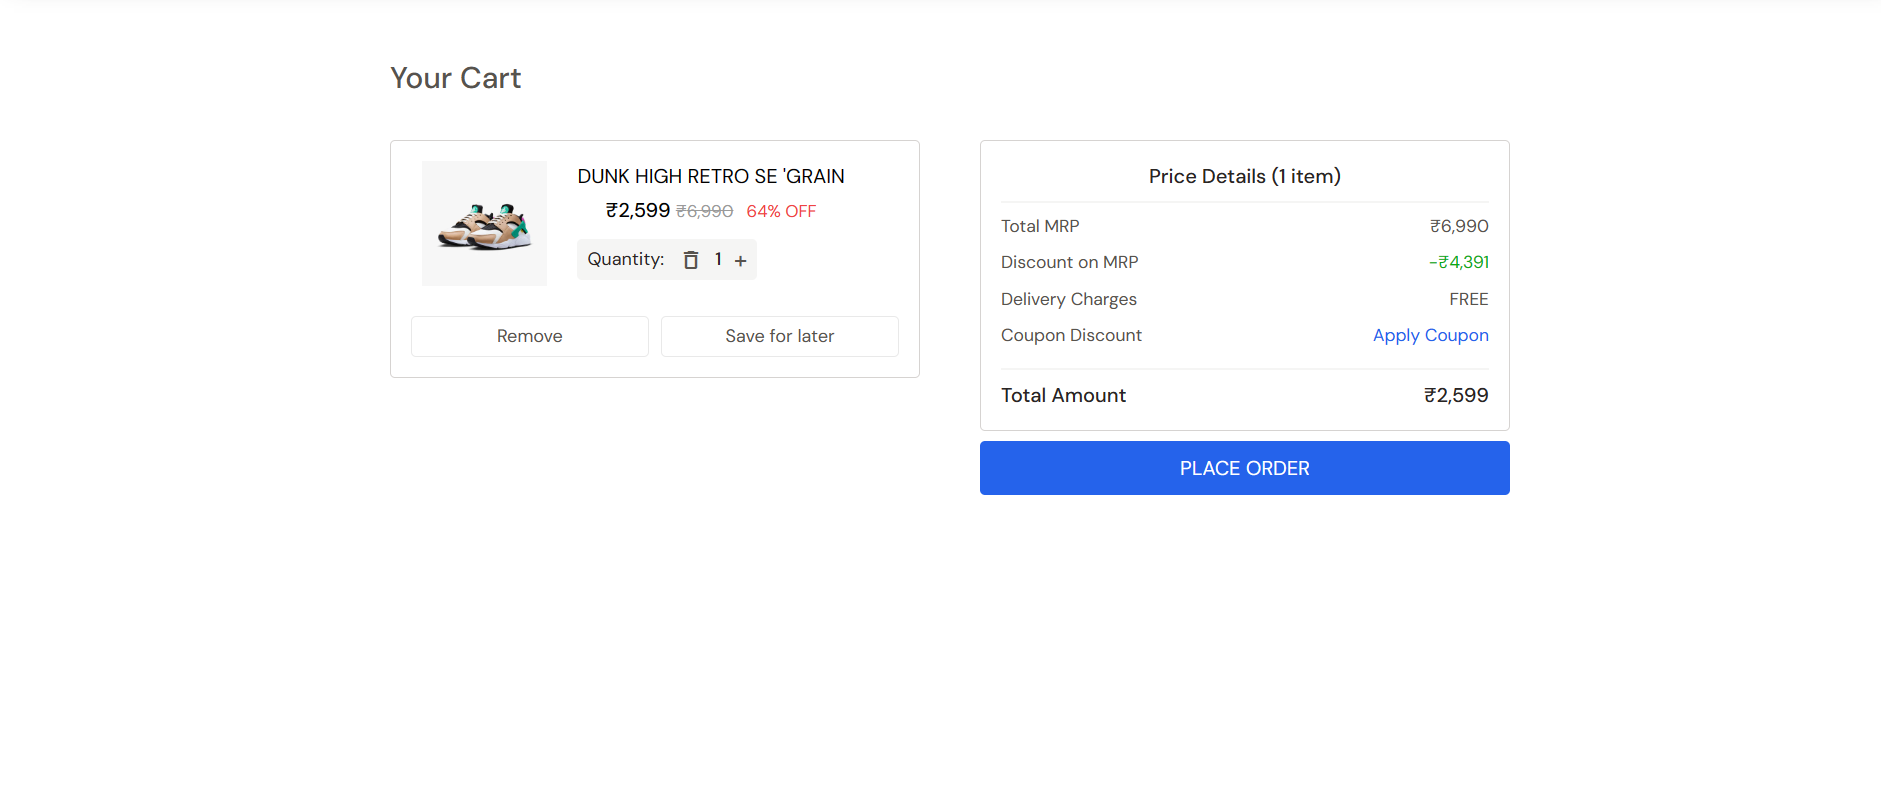 Your Cart
DUNK HIGH RETRO SE 'GRAIN
₹2,599 ₹6,990 64% OFF
Quantity: 1 +
Remove
Save for later
Price Details (1 item)
Total MRP ₹6,990
Discount on MRP -₹4,391
Delivery Charges FREE
Coupon Discount Apply Coupon
Total Amount ₹2,599
PLACE ORDER